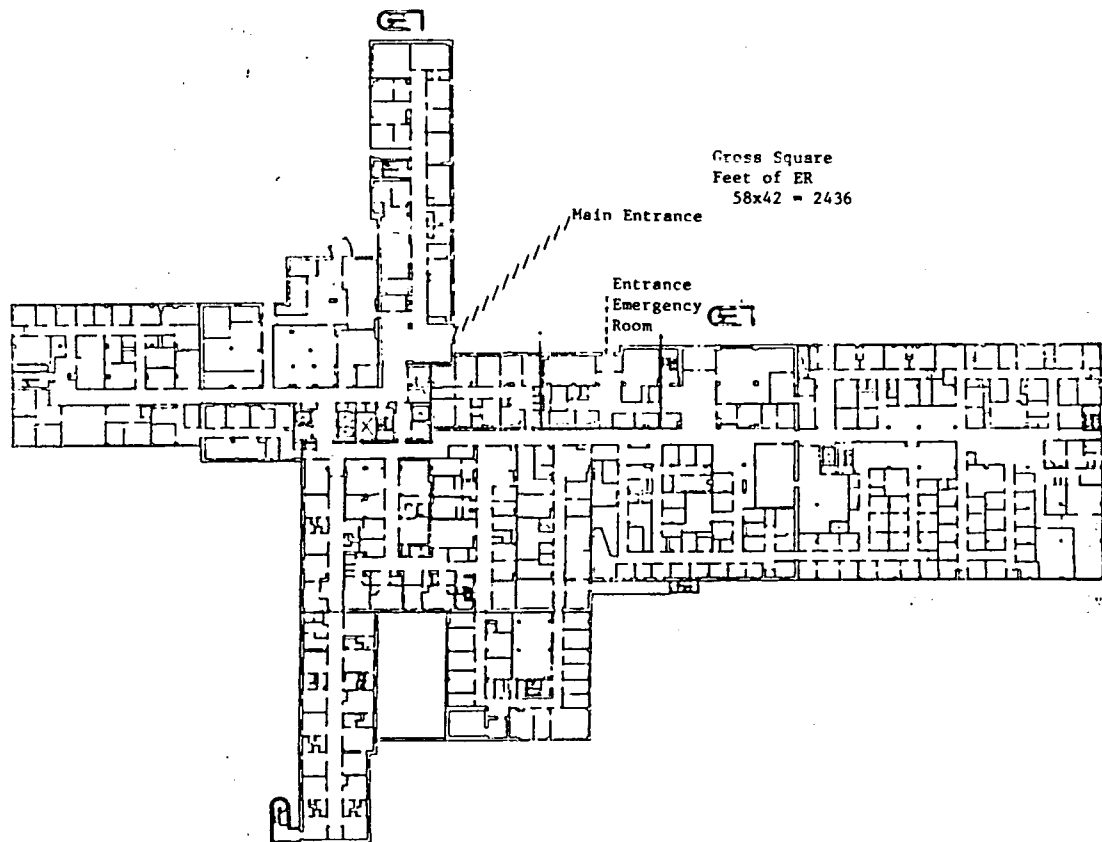 Gross Square
Feet of ER
58x42 = 2436
Main Entrance
Entrance
Emergency
Room